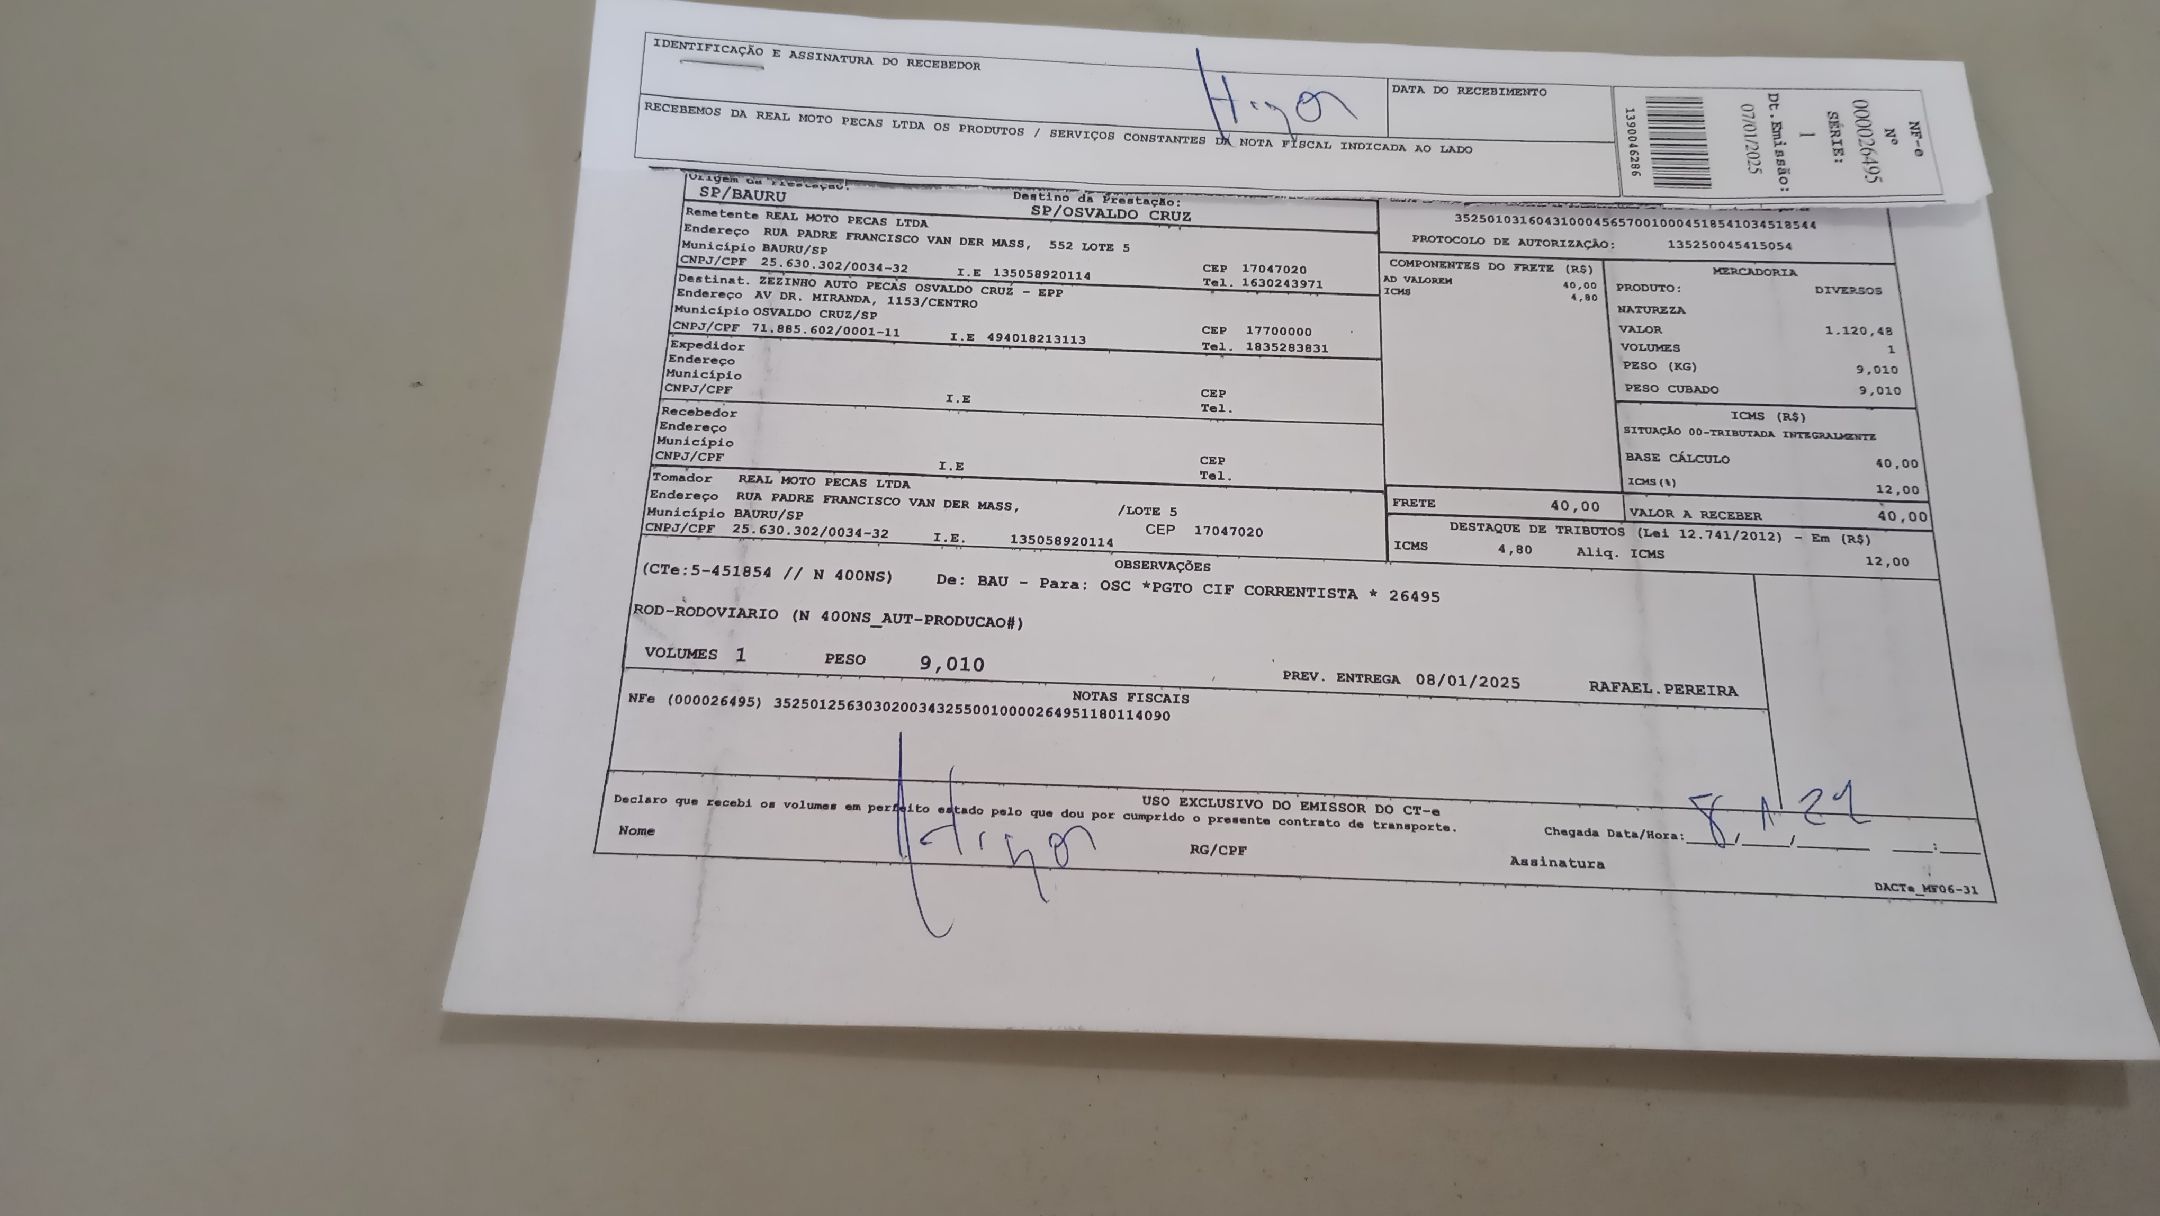 IDENTIFICAÇÃO E ASSINATURA DO RECEBEDOR
DATA DO RECEBIMENTO
RECEBEMOS DA REAL MOTO PECAS LTDA OS PRODUTOS / SERVIÇOS CONSTANTES DA NOTA FISCAL INDICADA AO LADO
1390046286
NF-e
Nº
000026495
SÉRIE:
1
Dt.Emissão:
07/01/2025
Origem da Prestação: Destino da Prestação:
SP/BAURU SP/OSVALDO CRUZ
Remetente REAL MOTO PECAS LTDA
Endereço RUA PADRE FRANCISCO VAN DER MASS, 552 LOTE 5
Município BAURU/SP CEP 17047020
CNPJ/CPF 25.630.302/0034-32 I.E 135058920114 Tel. 1630243971
Destinat. ZEZINHO AUTO PECAS OSVALDO CRUZ - EPP
Endereço AV DR. MIRANDA, 1153/CENTRO
Município OSVALDO CRUZ/SP CEP 17700000
CNPJ/CPF 71.885.602/0001-11 I.E 494018213113 Tel. 1835283831
Expedidor
Endereço
Município CEP
CNPJ/CPF I.E Tel.
Recebedor
Endereço
Município CEP
CNPJ/CPF I.E Tel.
Tomador REAL MOTO PECAS LTDA
Endereço RUA PADRE FRANCISCO VAN DER MASS, /LOTE 5
Município BAURU/SP CEP 17047020
CNPJ/CPF 25.630.302/0034-32 I.E. 135058920114
35250103160431000456570010004518541034518544
PROTOCOLO DE AUTORIZAÇÃO: 135250045415054
COMPONENTES DO FRETE (R$)
AD VALOREM 40,00
ICMS 4,80
MERCADORIA
PRODUTO: DIVERSOS
NATUREZA
VALOR 1.120,48
VOLUMES 1
PESO (KG) 9,010
PESO CUBADO 9,010
ICMS (R$)
SITUAÇÃO 00-TRIBUTADA INTEGRALMENTE
BASE CÁLCULO 40,00
ICMS(%) 12,00
FRETE 40,00 VALOR A RECEBER 40,00
DESTAQUE DE TRIBUTOS (Lei 12.741/2012) - Em (R$)
ICMS 4,80 Aliq. ICMS 12,00
OBSERVAÇÕES
(CTe:5-451854 // N 400NS) De: BAU - Para: OSC *PGTO CIF CORRENTISTA * 26495
ROD-RODOVIARIO (N 400NS_AUT-PRODUCAO#)
VOLUMES 1 PESO 9,010 PREV. ENTREGA 08/01/2025 RAFAEL.PEREIRA
NOTAS FISCAIS
NFe (000026495) 35250125630302003432550010000264951180114090
USO EXCLUSIVO DO EMISSOR DO CT-e
Declaro que recebi os volumes em perfeito estado pelo que dou por cumprido o presente contrato de transporte.
Chegada Data/Hora: __/__/____ __:__
Nome RG/CPF Assinatura
DACTe_MF06-31